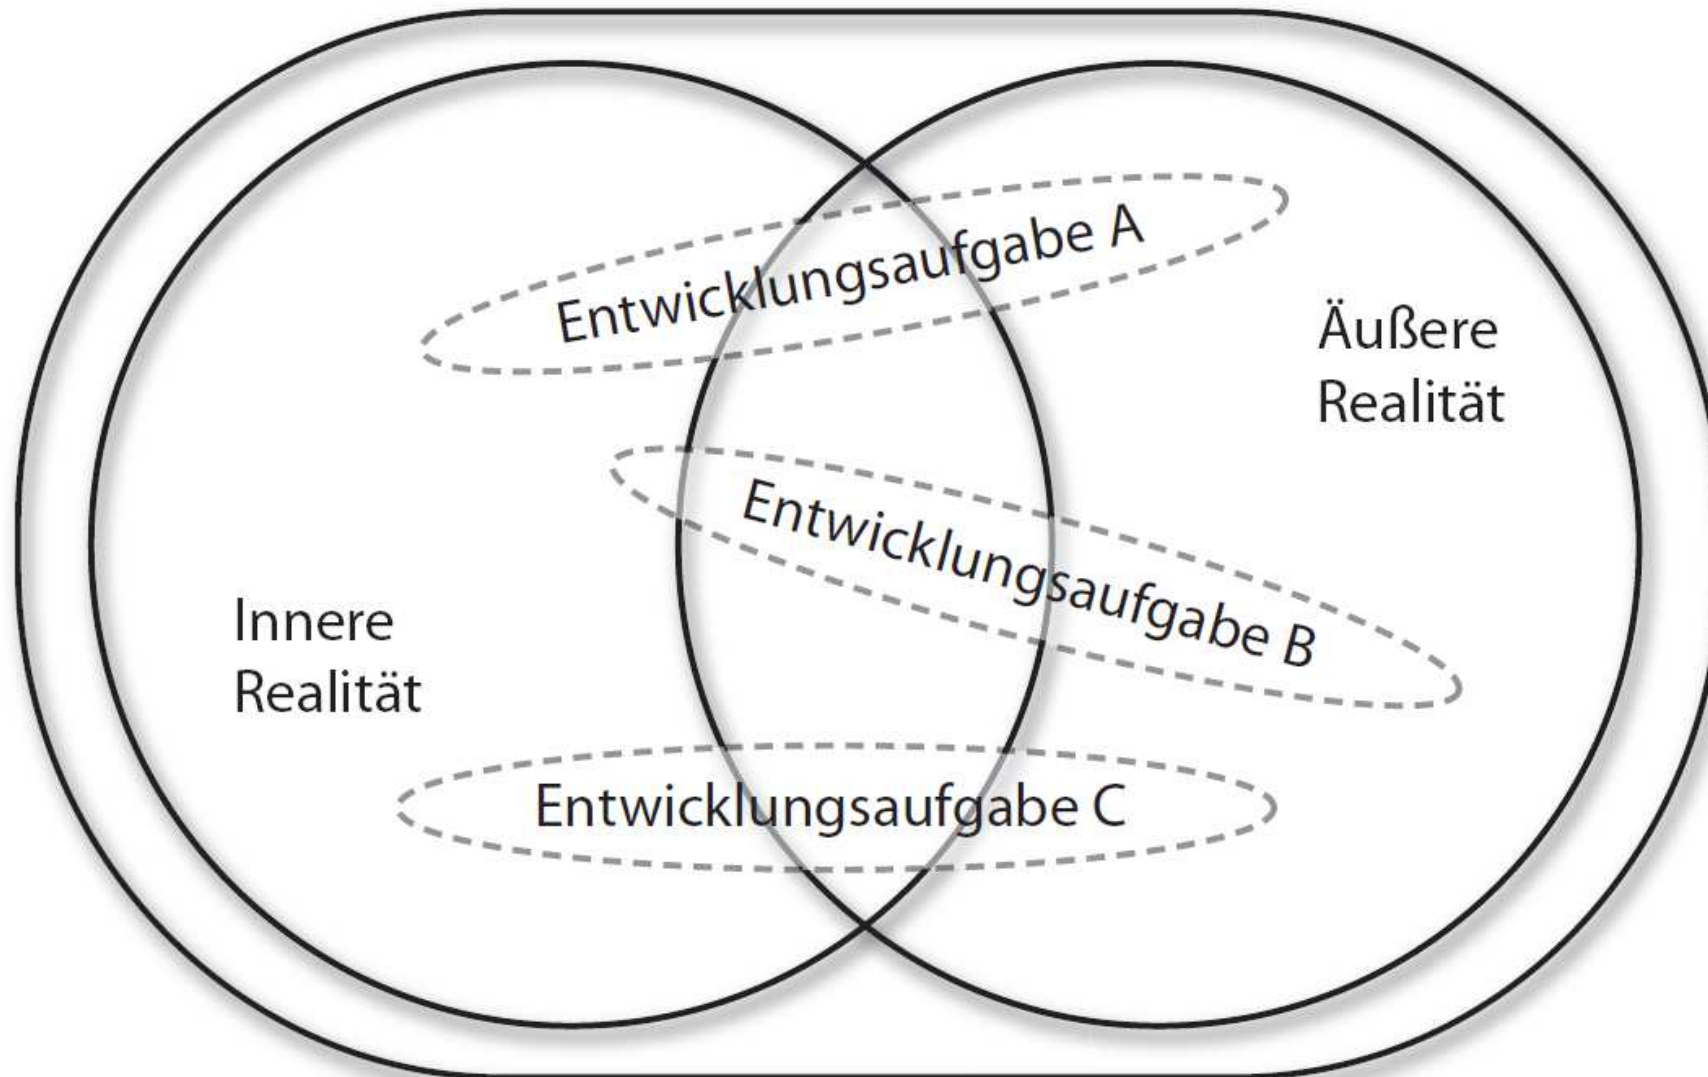 Entwicklungsaufgabe A
Äußere
Realität
Entwicklungsaufgabe B
Innere
Realität
Entwicklungsaufgabe C